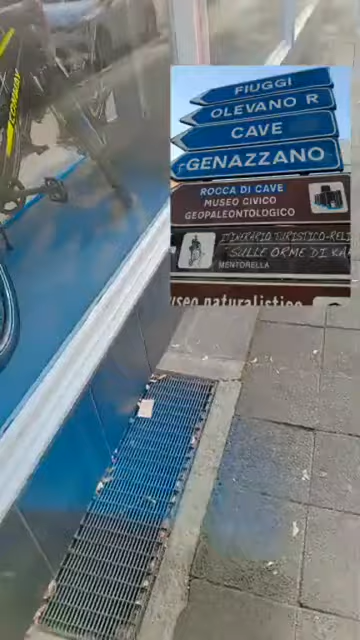 CONWAY
FIUGGI
OLEVANO R
CAVE
GENAZZANO
ROCCA DI CAVE
MUSEO CIVICO
GEOPALEONTOLOGICO
ITINERARIO TURISTICO-RELI
SULLE ORME DI
MENTORELLA
useo naturalistico